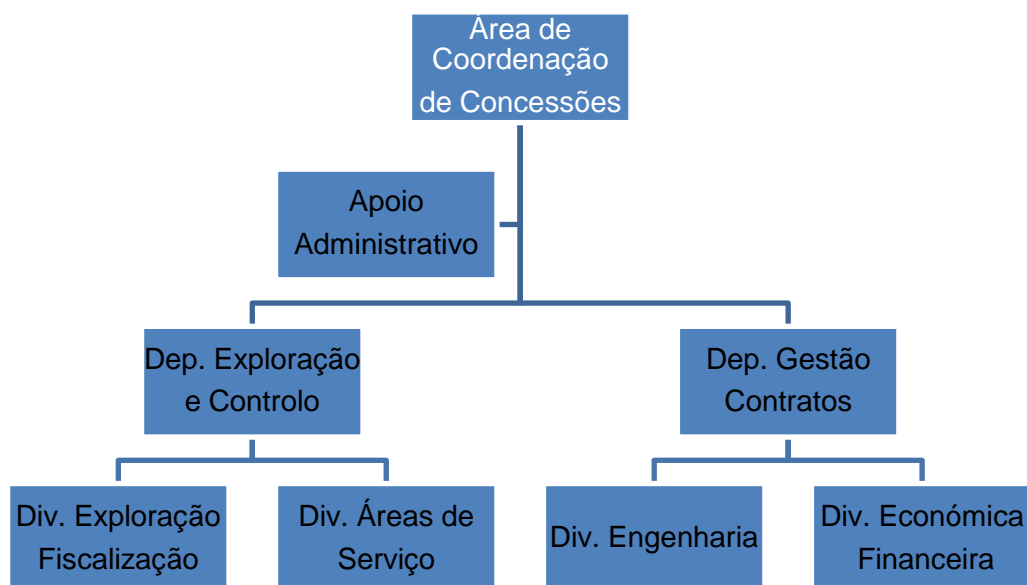 Área de
Coordenação
de Concessões
Apoio
Administrativo
Dep. Exploração
e Controlo
Dep. Gestão
Contratos
Div. Exploração
Fiscalização
Div. Áreas de
Serviço
Div. Engenharia
Div. Económica
Financeira